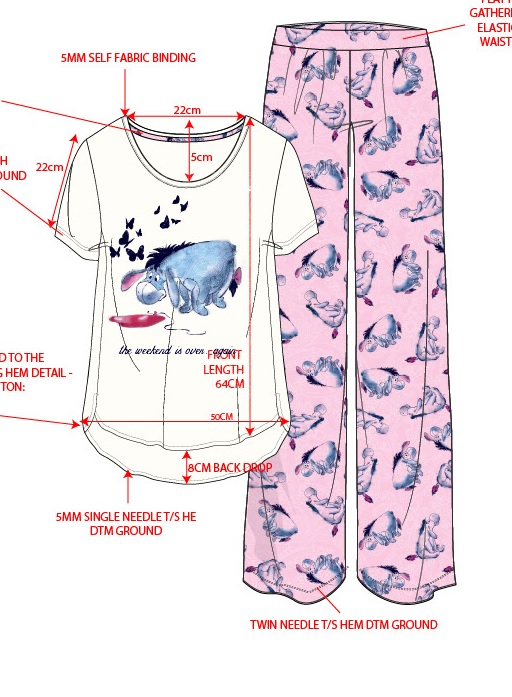 GATHER
ELASTI
WAIST
5MM SELF FABRIC BINDING
22cm
5cm
22cm
H
OUND
the weekend is over... again...
FRONT
LENGTH
64CM
D TO THE
G HEM DETAIL -
TON:
50CM
8CM BACK DROP
5MM SINGLE NEEDLE T/S HE
DTM GROUND
TWIN NEEDLE T/S HEM DTM GROUND